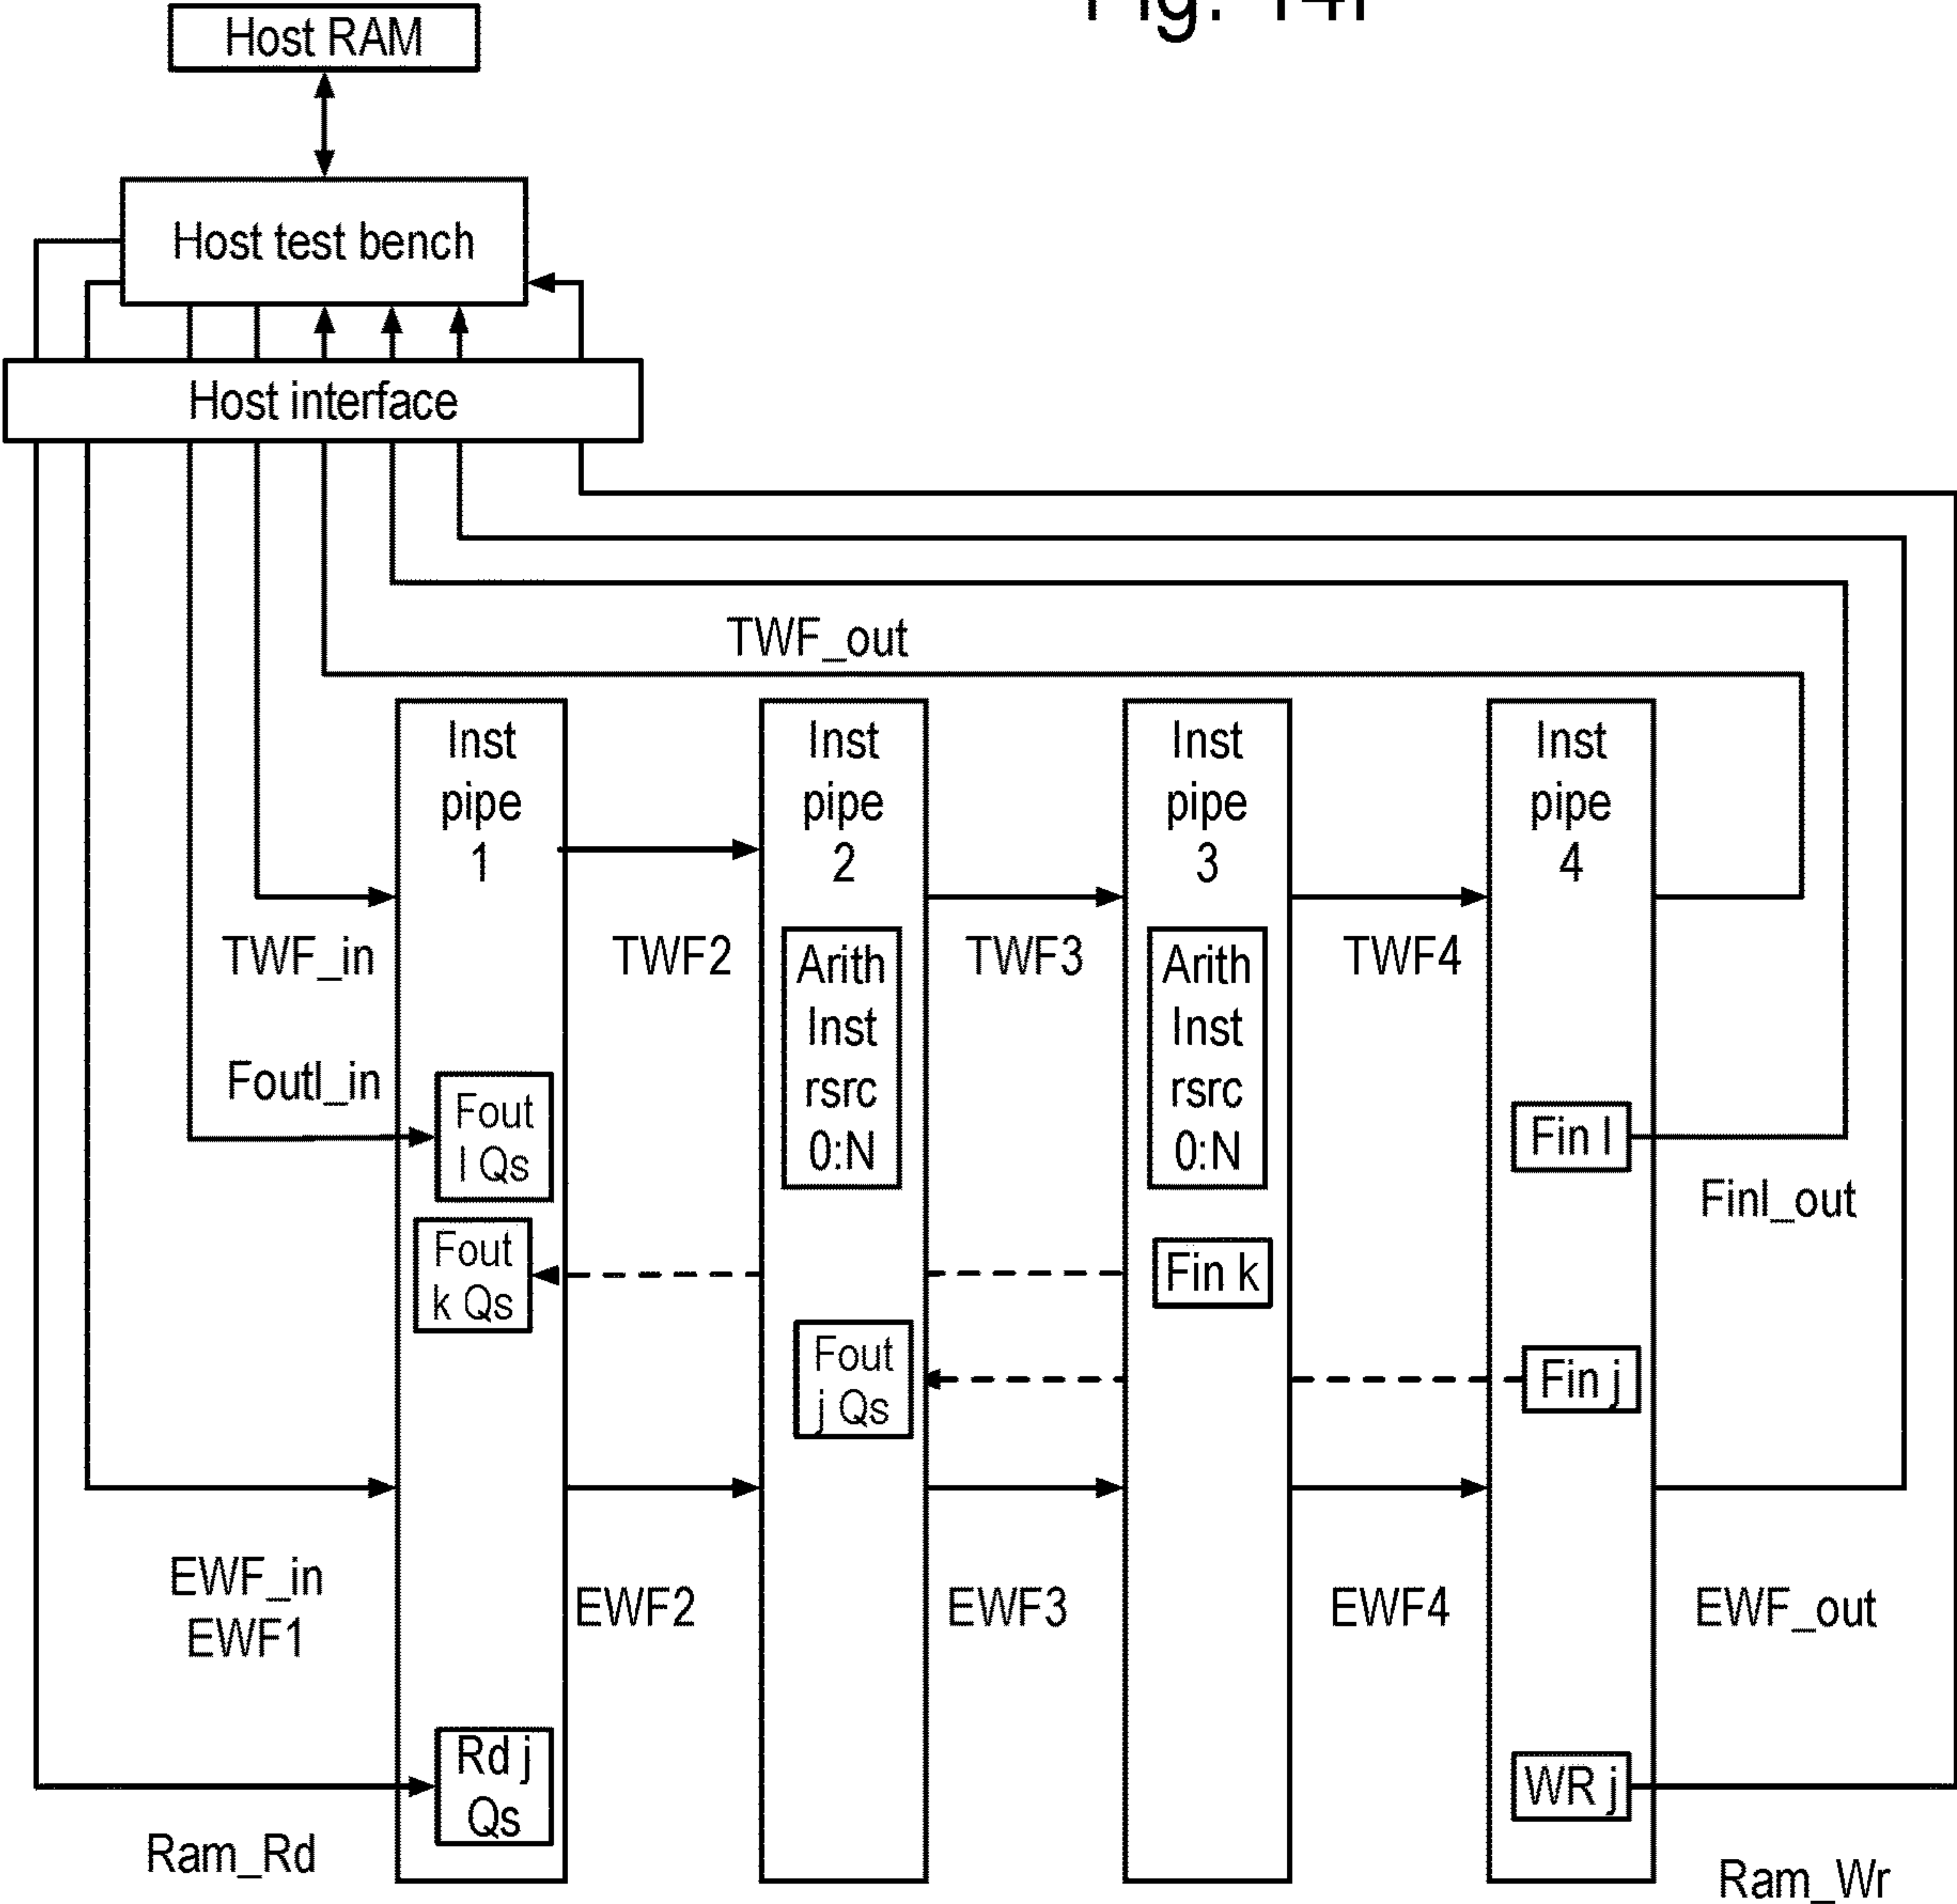 Host RAM
Host test bench
Host interface
TWF_out
Inst
pipe
1
Inst
pipe
2
Inst
pipe
3
Inst
pipe
4
TWF_in
TWF2
TWF3
TWF4
Arith
Inst
rsrc
0:N
Arith
Inst
rsrc
0:N
Foutl_in
Fout
l Qs
Fin l
Finl_out
Fout
k Qs
Fin k
Fout
j Qs
Fin j
EWF_in
EWF1
EWF2
EWF3
EWF4
EWF_out
Rd j
Qs
WR j
Ram_Rd
Ram_Wr